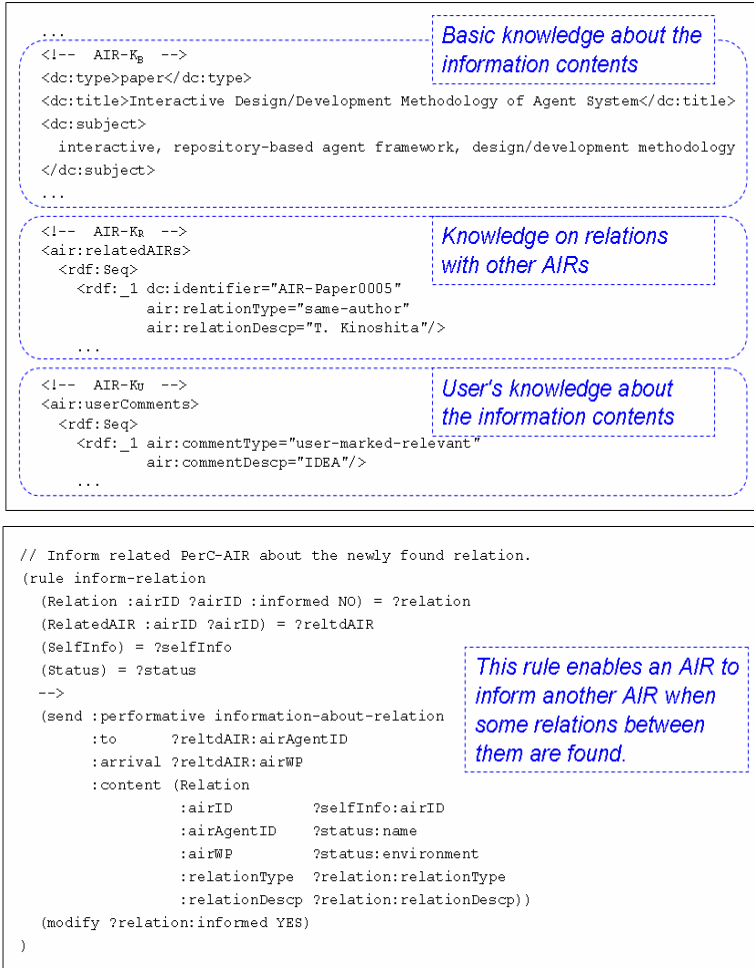 ...
Basic knowledge about the
information contents
<!-- AIR-KB -->
<dc:type>paper</dc:type>
<dc:title>Interactive Design/Development Methodology of Agent System</dc:title>
<dc:subject>
interactive, repository-based agent framework, design/development methodology
</dc:subject>
...
<!-- AIR-KR -->
Knowledge on relations
with other AIRs
<air:relatedAIRs>
<rdf:Seq>
<rdf:_1 dc:identifier="AIR-Paper0005"
air:relationType="same-author"
air:relationDescp="T. Kinoshita"/>
...
<!-- AIR-KU -->
User's knowledge about
the information contents
<air:userComments>
<rdf:Seq>
<rdf:_1 air:commentType="user-marked-relevant"
air:commentDescp="IDEA"/>
...
// Inform related PerC-AIR about the newly found relation.
(rule inform-relation
(Relation :airID ?airID :informed NO) = ?relation
(RelatedAIR :airID ?airID) = ?reltdAIR
(SelfInfo) = ?selfInfo
(Status) = ?status
-->
This rule enables an AIR to
inform another AIR when
some relations between
them are found.
(send :performative information-about-relation
:to ?reltdAIR:airAgentID
:arrival ?reltdAIR:airWP
:content (Relation
:airID ?selfInfo:airID
:airAgentID ?status:name
:airWP ?status:environment
:relationType ?relation:relationType
:relationDescp ?relation:relationDescp))
(modify ?relation:informed YES)
)